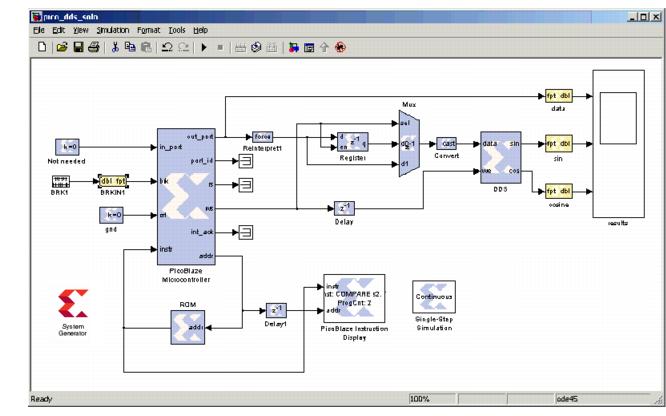 pico_dds_soln
File Edit View Simulation Format Tools Help
Mux
k=0
Not needed
in_port
out_port
port_id
rs
brk
int_ack
instr
addr
PicoBlaze
Microcontroller
BRK1
dbl fpt
BRKIN1
k=0
gnd
force
Reinterpret1
d
en
q
z-1
Register
sel
d0
d1
cast
Convert
data
sin
cos
DDS
fpt dbl
data
fpt dbl
sin
fpt dbl
cosine
results
z-1
Delay
System
Generator
ROM
addr
z-1
Delay1
instr
addr
st: COMPARE s2,
ProgCnt: 2
PicoBlaze Instruction
Display
Continuous
Single-Step
Simulation
Ready
100%
ode45